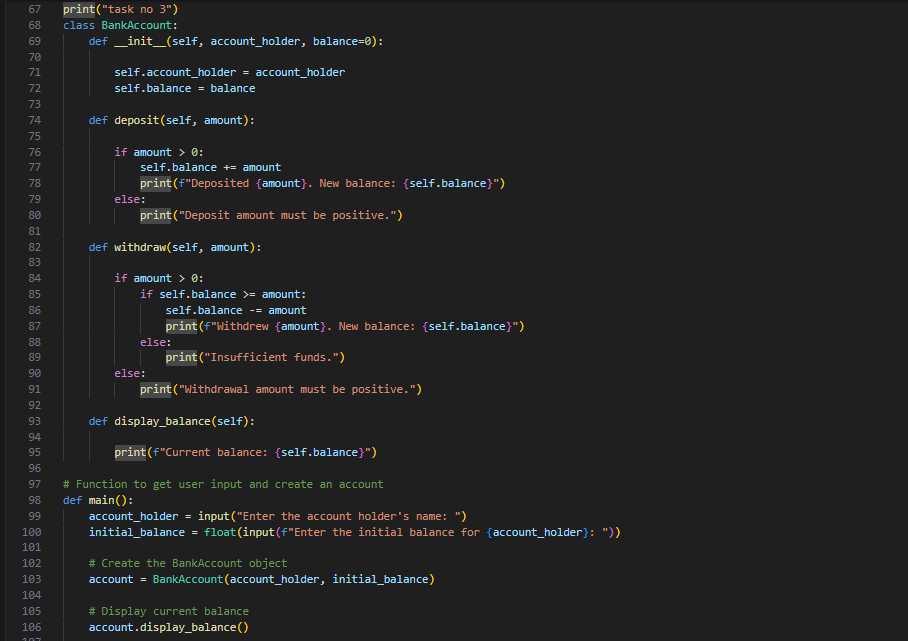 67 print("task no 3")
68 class BankAccount:
69     def __init__(self, account_holder, balance=0):
70
71         self.account_holder = account_holder
72         self.balance = balance
73
74     def deposit(self, amount):
75
76         if amount > 0:
77             self.balance += amount
78             print(f"Deposited {amount}. New balance: {self.balance}")
79         else:
80             print("Deposit amount must be positive.")
81
82     def withdraw(self, amount):
83
84         if amount > 0:
85             if self.balance >= amount:
86                 self.balance -= amount
87                 print(f"Withdrew {amount}. New balance: {self.balance}")
88             else:
89                 print("Insufficient funds.")
90         else:
91             print("Withdrawal amount must be positive.")
92
93     def display_balance(self):
94
95         print(f"Current balance: {self.balance}")
96
97 # Function to get user input and create an account
98 def main():
99     account_holder = input("Enter the account holder's name: ")
100     initial_balance = float(input(f"Enter the initial balance for {account_holder}: "))
101
102     # Create the BankAccount object
103     account = BankAccount(account_holder, initial_balance)
104
105     # Display current balance
106     account.display_balance()
107